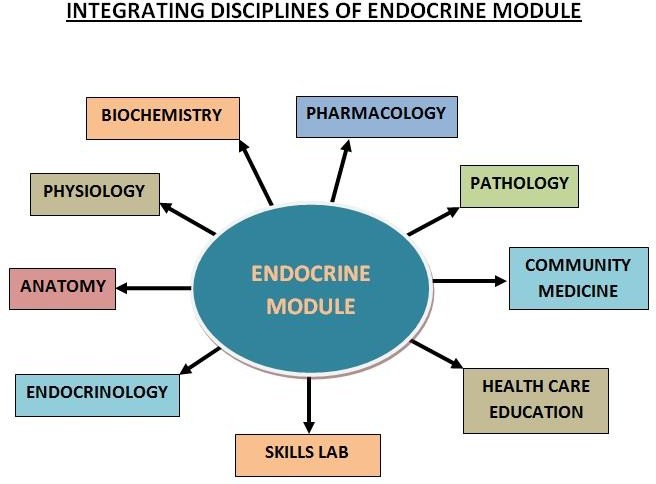 INTEGRATING DISCIPLINES OF ENDOCRINE MODULE
BIOCHEMISTRY
PHARMACOLOGY
PHYSIOLOGY
PATHOLOGY
ENDOCRINE
MODULE
COMMUNITY
MEDICINE
ANATOMY
ENDOCRINOLOGY
HEALTH CARE
EDUCATION
SKILLS LAB